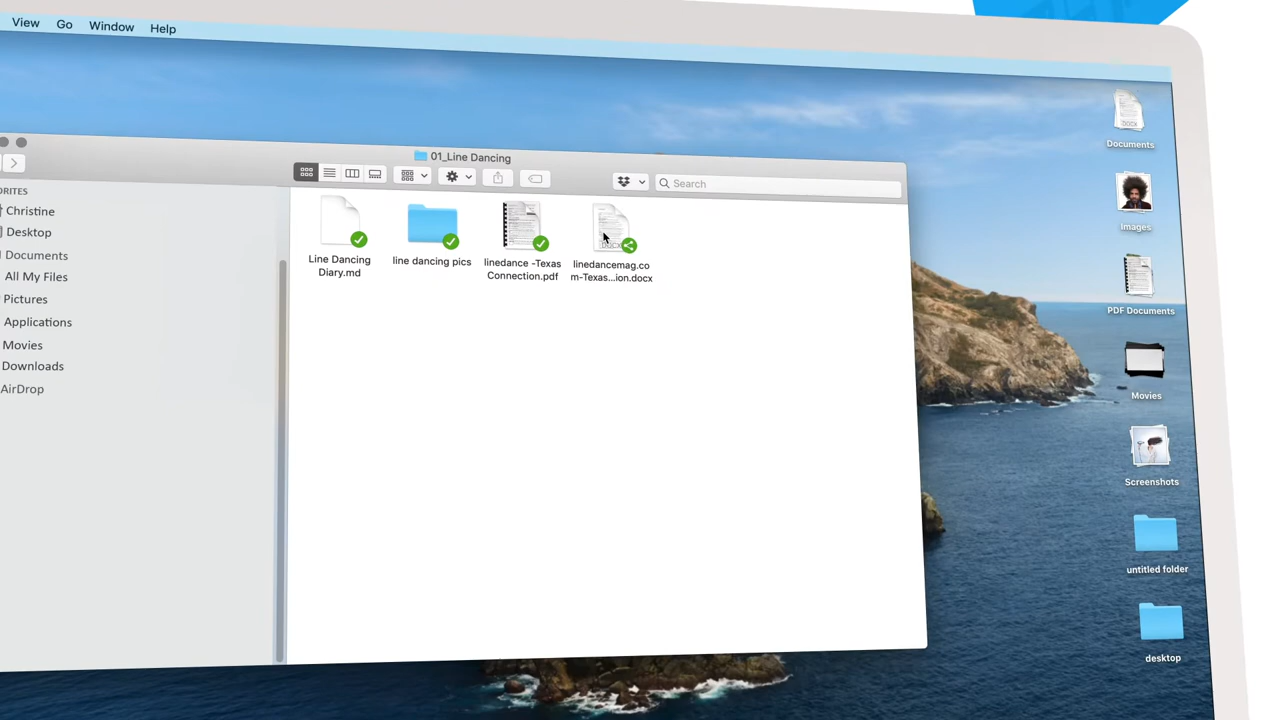 View Go Window Help
01_Line Dancing
Search
Christine
Desktop
Documents
All My Files
Pictures
Applications
Movies
Downloads
AirDrop
Line Dancing
Diary.md
line dancing pics
linedance -Texas
Connection.pdf
DOCX
linedancemag.co
m-Texas...ion.docx
DOCX
Documents
Images
PDF Documents
Movies
Screenshots
untitled folder
desktop